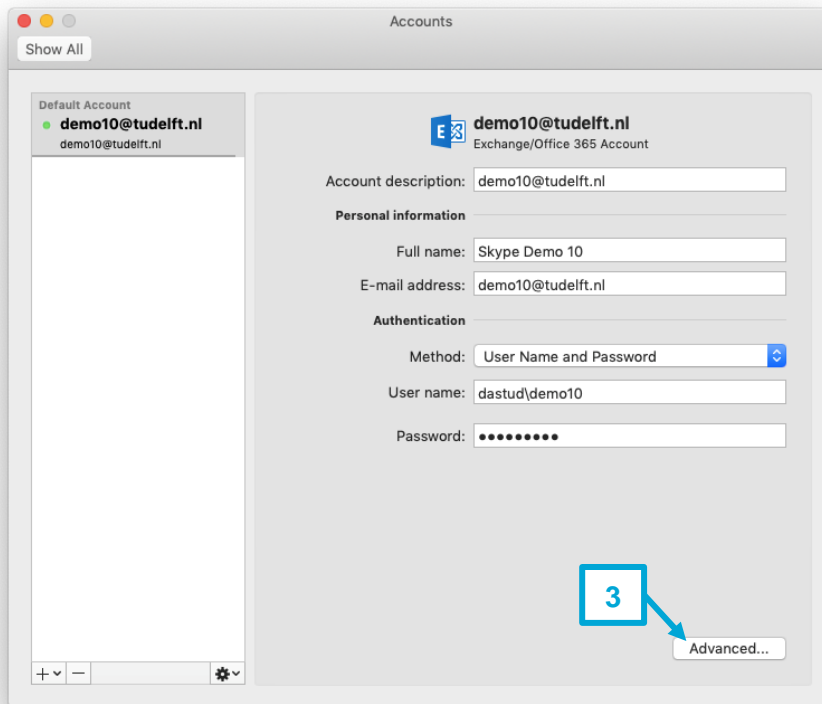 Accounts
Show All
Default Account
demo10@tudelft.nl
demo10@tudelft.nl
E
demo10@tudelft.nl
Exchange/Office 365 Account
Account description: demo10@tudelft.nl
Personal information
Full name: Skype Demo 10
E-mail address: demo10@tudelft.nl
Authentication
Method: User Name and Password
User name: dastud\demo10
Password: •••••••••
3
Advanced...